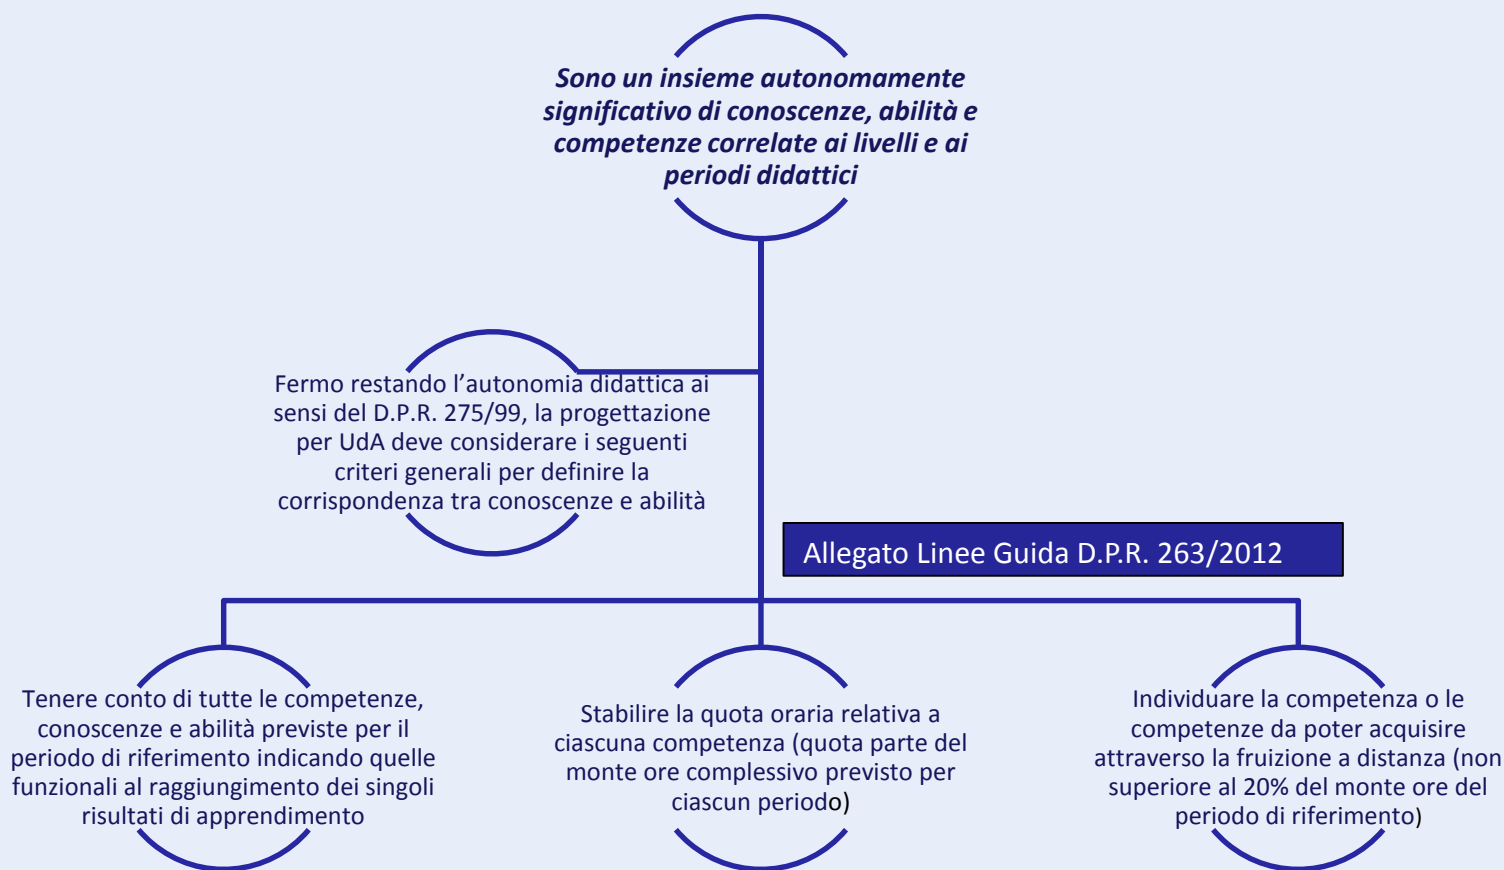 Sono un insieme autonomamente
significativo di conoscenze, abilità e
competenze correlate ai livelli e ai
periodi didattici
Fermo restando l’autonomia didattica ai
sensi del D.P.R. 275/99, la progettazione
per UdA deve considerare i seguenti
criteri generali per definire la
corrispondenza tra conoscenze e abilità
Allegato Linee Guida D.P.R. 263/2012
Tenere conto di tutte le competenze,
conoscenze e abilità previste per il
periodo di riferimento indicando quelle
funzionali al raggiungimento dei singoli
risultati di apprendimento
Stabilire la quota oraria relativa a
ciascuna competenza (quota parte del
monte ore complessivo previsto per
ciascun periodo)
Individuare la competenza o le
competenze da poter acquisire
attraverso la fruizione a distanza (non
superiore al 20% del monte ore del
periodo di riferimento)